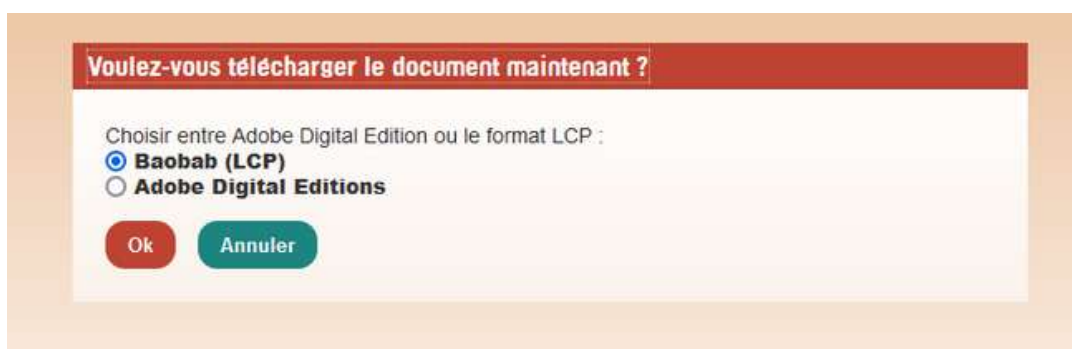 Voulez-vous télécharger le document maintenant ?
Choisir entre Adobe Digital Edition ou le format LCP :
Baobab (LCP)
Adobe Digital Editions
Ok Annuler